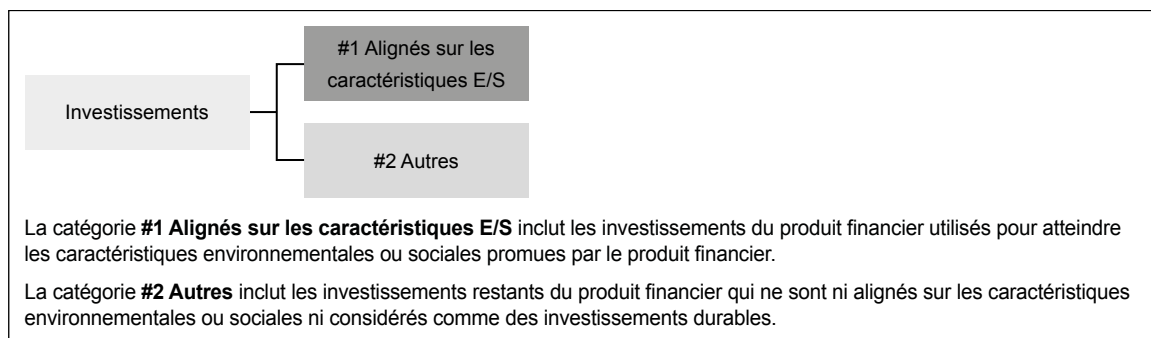 #1 Alignés sur les
caractéristiques E/S
Investissements
#2 Autres
La catégorie #1 Alignés sur les caractéristiques E/S inclut les investissements du produit financier utilisés pour atteindre
les caractéristiques environnementales ou sociales promues par le produit financier.
La catégorie #2 Autres inclut les investissements restants du produit financier qui ne sont ni alignés sur les caractéristiques
environnementales ou sociales ni considérés comme des investissements durables.